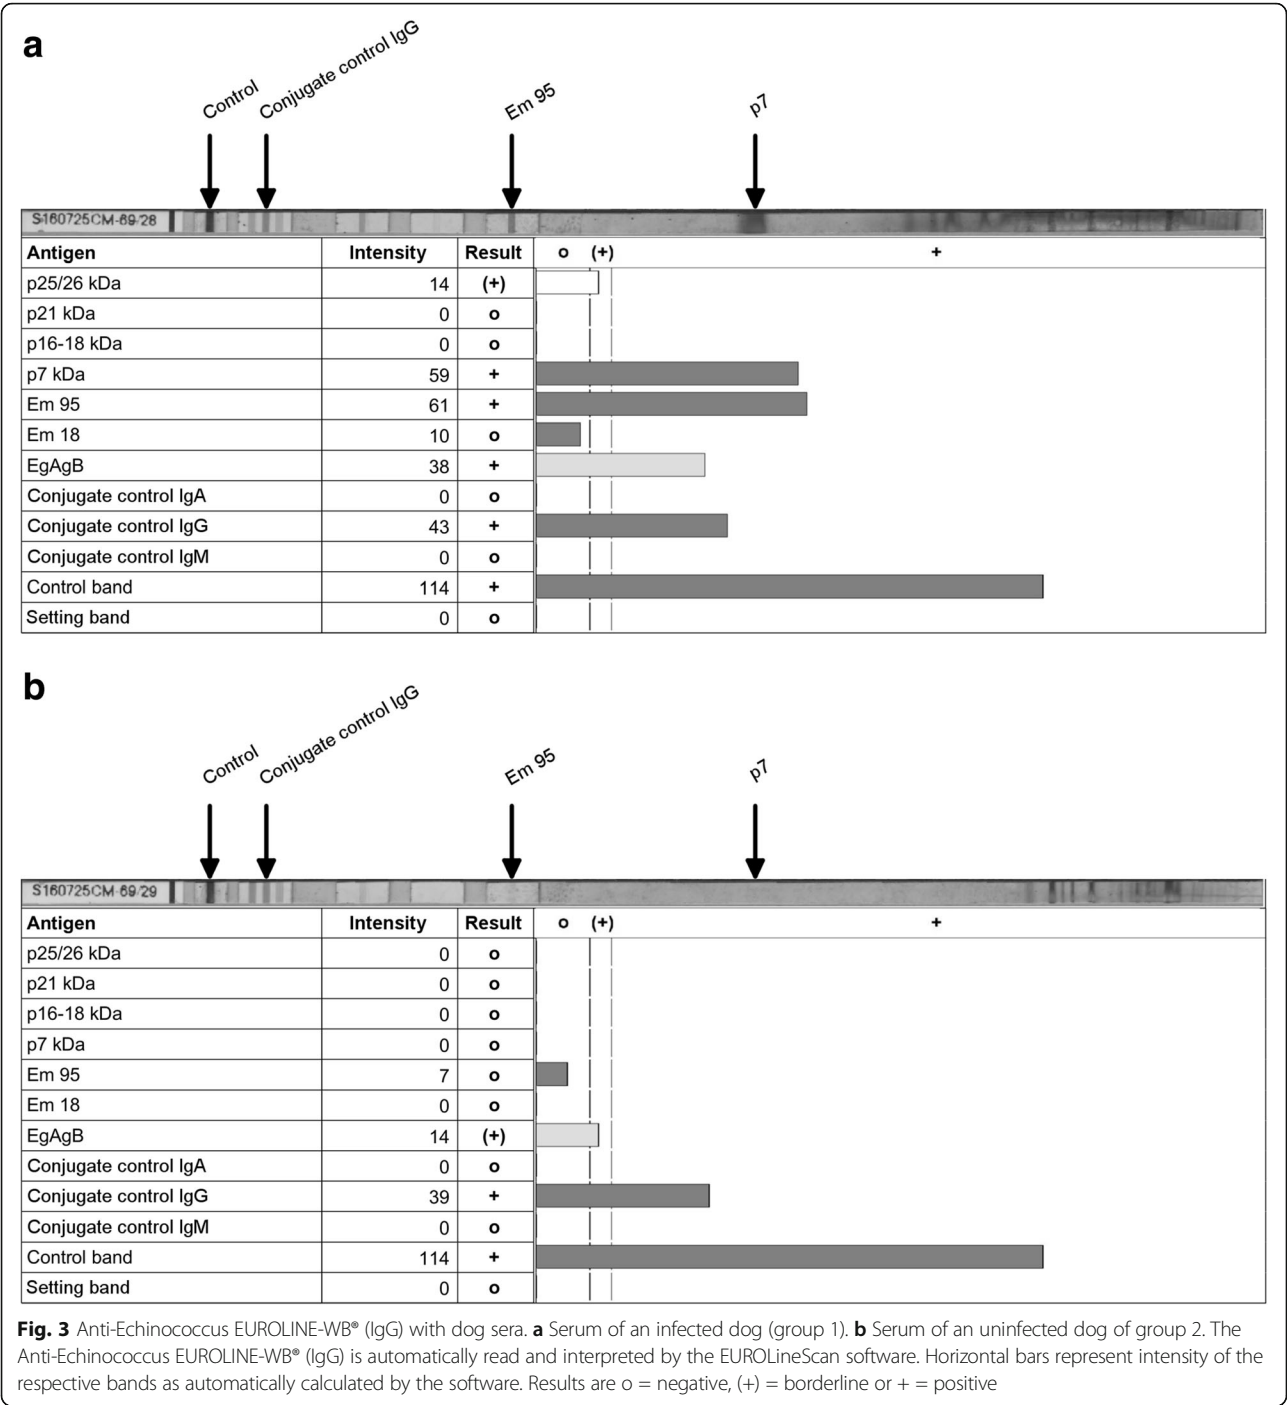 a
Control
Conjugate control IgG
Em 95
p7
S160725CM-69/28
Antigen Intensity Result o (+) +
p25/26 kDa 14 (+)
p21 kDa 0 o
p16-18 kDa 0 o
p7 kDa 59 +
Em 95 61 +
Em 18 10 o
EgAgB 38 +
Conjugate control IgA 0 o
Conjugate control IgG 43 +
Conjugate control IgM 0 o
Control band 114 +
Setting band 0 o
b
Control
Conjugate control IgG
Em 95
p7
S160725CM-69/29
Antigen Intensity Result o (+) +
p25/26 kDa 0 o
p21 kDa 0 o
p16-18 kDa 0 o
p7 kDa 0 o
Em 95 7 o
Em 18 0 o
EgAgB 14 (+)
Conjugate control IgA 0 o
Conjugate control IgG 39 +
Conjugate control IgM 0 o
Control band 114 +
Setting band 0 o
Fig. 3 Anti-Echinococcus EUROLINE-WB® (IgG) with dog sera. a Serum of an infected dog (group 1). b Serum of an uninfected dog of group 2. The
Anti-Echinococcus EUROLINE-WB® (IgG) is automatically read and interpreted by the EUROLineScan software. Horizontal bars represent intensity of the
respective bands as automatically calculated by the software. Results are o = negative, (+) = borderline or + = positive